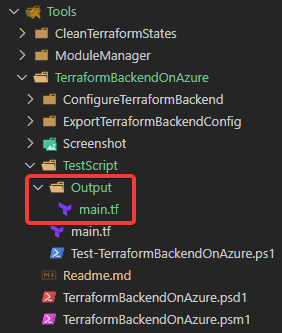 Tools
CleanTerraformStates
ModuleManager
TerraformBackendOnAzure
ConfigureTerraformBackend
ExportTerraformBackendConfig
Screenshot
TestScript
Output
main.tf
main.tf
Test-TerraformBackendOnAzure.ps1
Readme.md
TerraformBackendOnAzure.psd1
TerraformBackendOnAzure.psm1